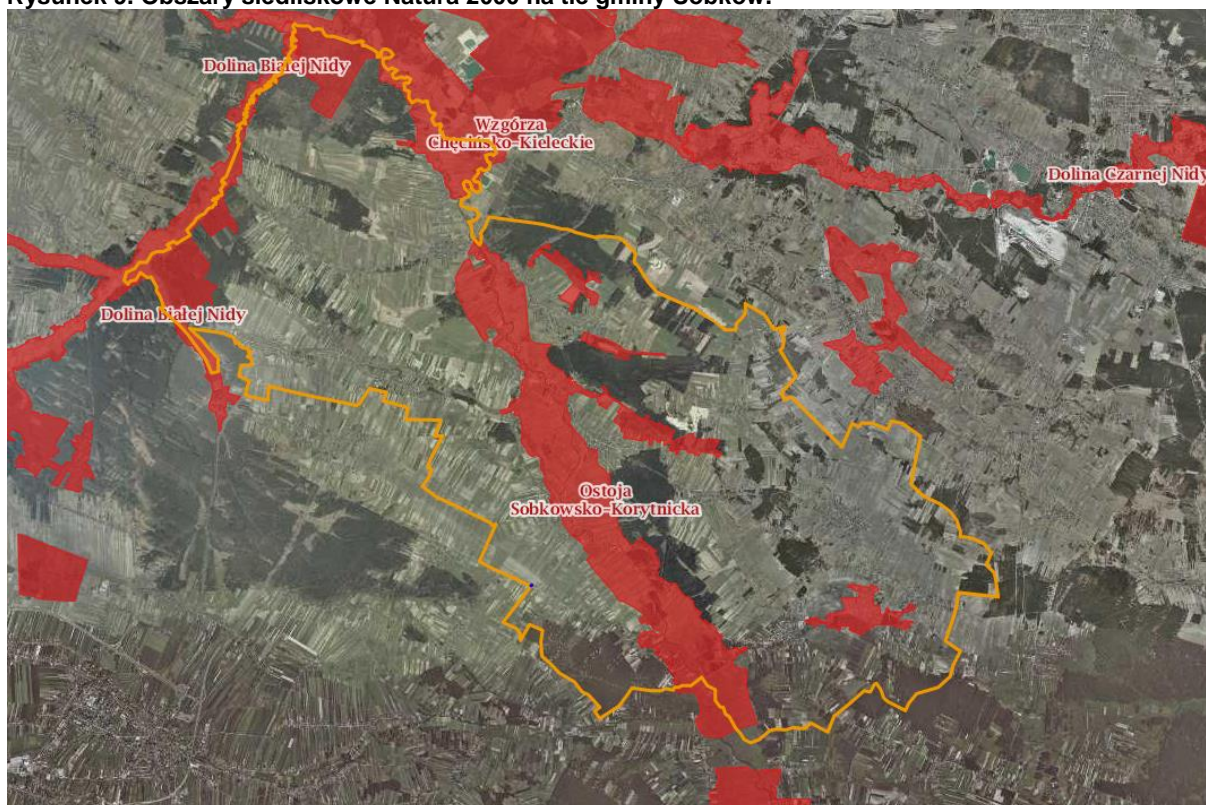 Rysunek 9. Obszary siedliskowe Natura 2000 na tle gminy Sobków.
Dolina Białej Nidy
Wzgórza
Chęcińsko-Kieleckie
Dolina Czarnej Nidy
Dolina Białej Nidy
Ostoja
Sobkowsko-Korytnicka